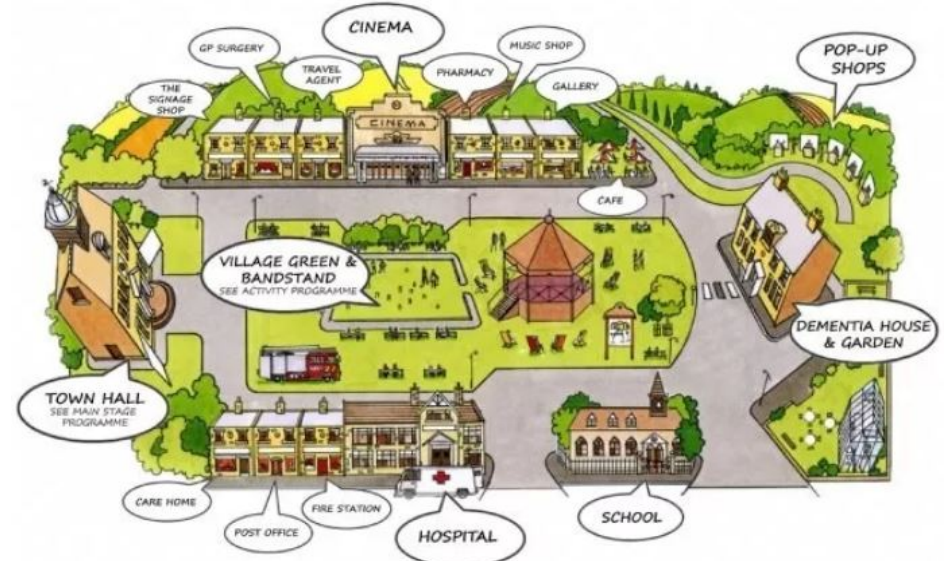 CINEMA
GP SURGERY
MUSIC SHOP
POP-UP
SHOPS
TRAVEL
AGENT
PHARMACY
THE
SIGNAGE
SHOP
GALLERY
CINEMA
CAFE
VILLAGE GREEN &
BANDSTAND
SEE ACTIVITY PROGRAMME
DEMENTIA HOUSE
& GARDEN
TOWN HALL
SEE MAIN STAGE
PROGRAMME
CARE HOME
POST OFFICE
FIRE STATION
HOSPITAL
SCHOOL